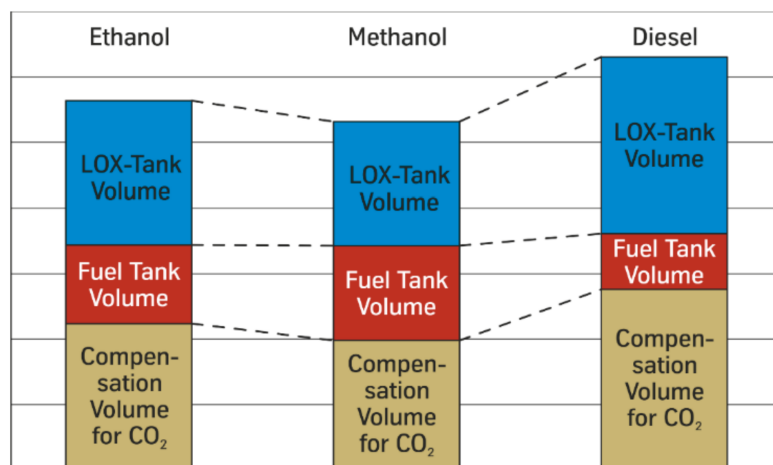 Ethanol
Methanol
Diesel
LOX-Tank
Volume
Fuel Tank
Volume
Compen-
sation
Volume
for CO₂
LOX-Tank
Volume
Fuel Tank
Volume
Compen-
sation
Volume
for CO₂
LOX-Tank
Volume
Fuel Tank
Volume
Compen-
sation
Volume
for CO₂